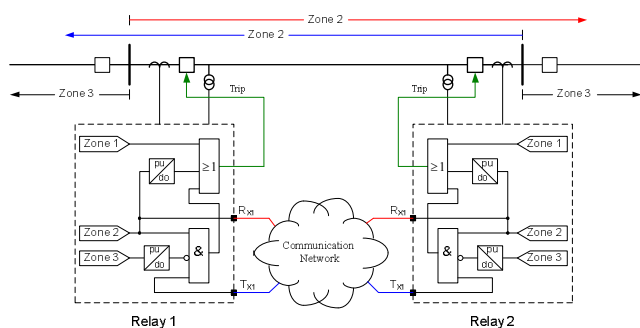 Zone 2
Zone 2
Zone 3
Zone 3
Trip
Trip
Zone 1
Zone 1
pu
do
≥1
≥1
pu
do
RX1
RX1
Zone 2
Zone 2
Zone 3
Zone 3
pu
do
&
&
pu
do
Communication
Network
TX1
TX1
Relay 1
Relay 2